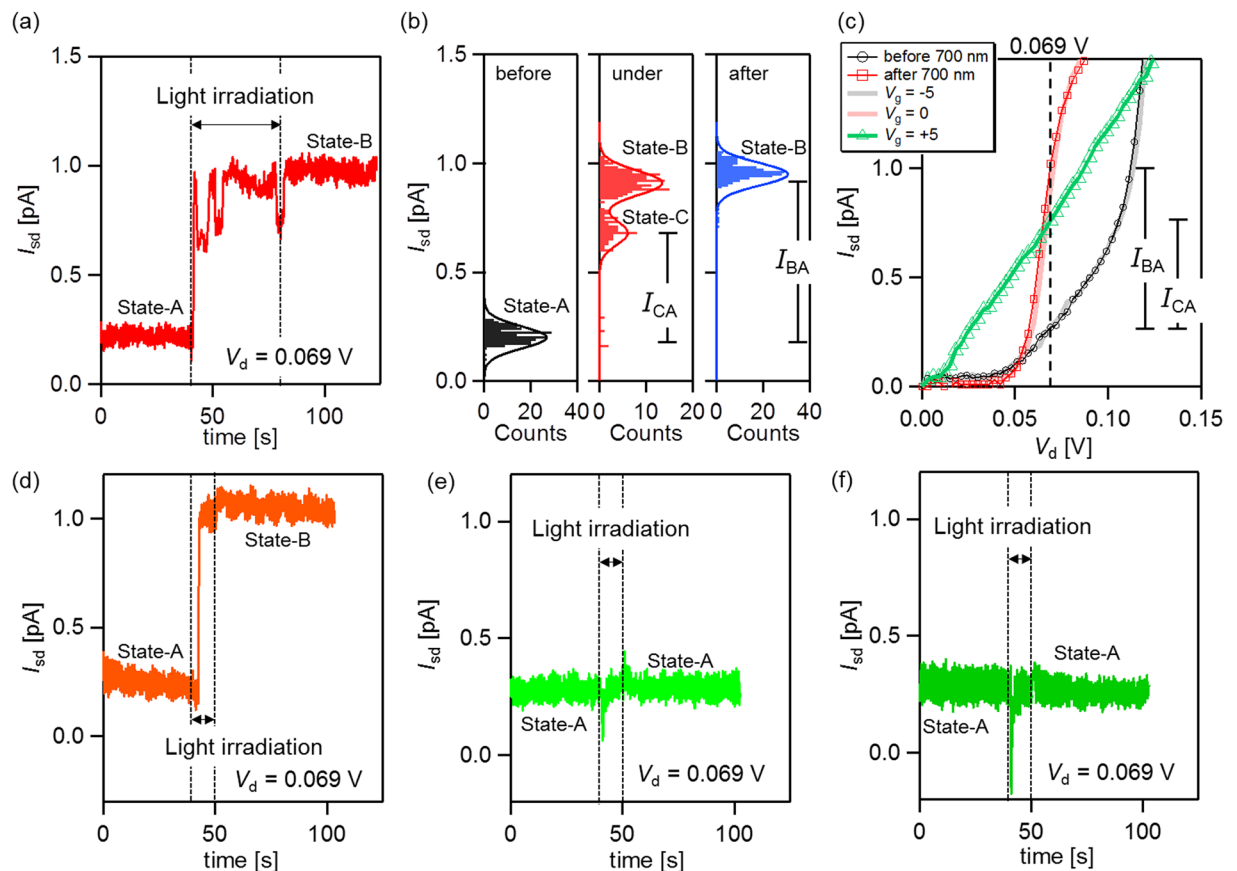 (a)
1.5
1.0
0.5
0.0
I_sd [pA]
Light irradiation
State-B
State-A
V_d = 0.069 V
0
50
100
time [s]
(b)
1.5
1.0
0.5
0.0
I_sd [pA]
before
State-A
0
20
40
Counts
under
State-B
State-C
I_CA
0
10
20
Counts
after
State-B
I_BA
0
20
40
Counts
(c)
0.069 V
before 700 nm
after 700 nm
V_g = -5
V_g = 0
V_g = +5
1.0
0.5
0.0
I_sd [pA]
I_BA
I_CA
0.00
0.05
0.10
0.15
V_d [V]
(d)
1.0
0.5
0.0
I_sd [pA]
State-B
State-A
Light irradiation
V_d = 0.069 V
0
50
100
time [s]
(e)
1.0
0.5
0.0
I_sd [pA]
Light irradiation
State-A
State-A
V_d = 0.069 V
0
50
100
time [s]
(f)
1.0
0.5
0.0
I_sd [pA]
Light irradiation
State-A
State-A
V_d = 0.069 V
0
50
100
time [s]